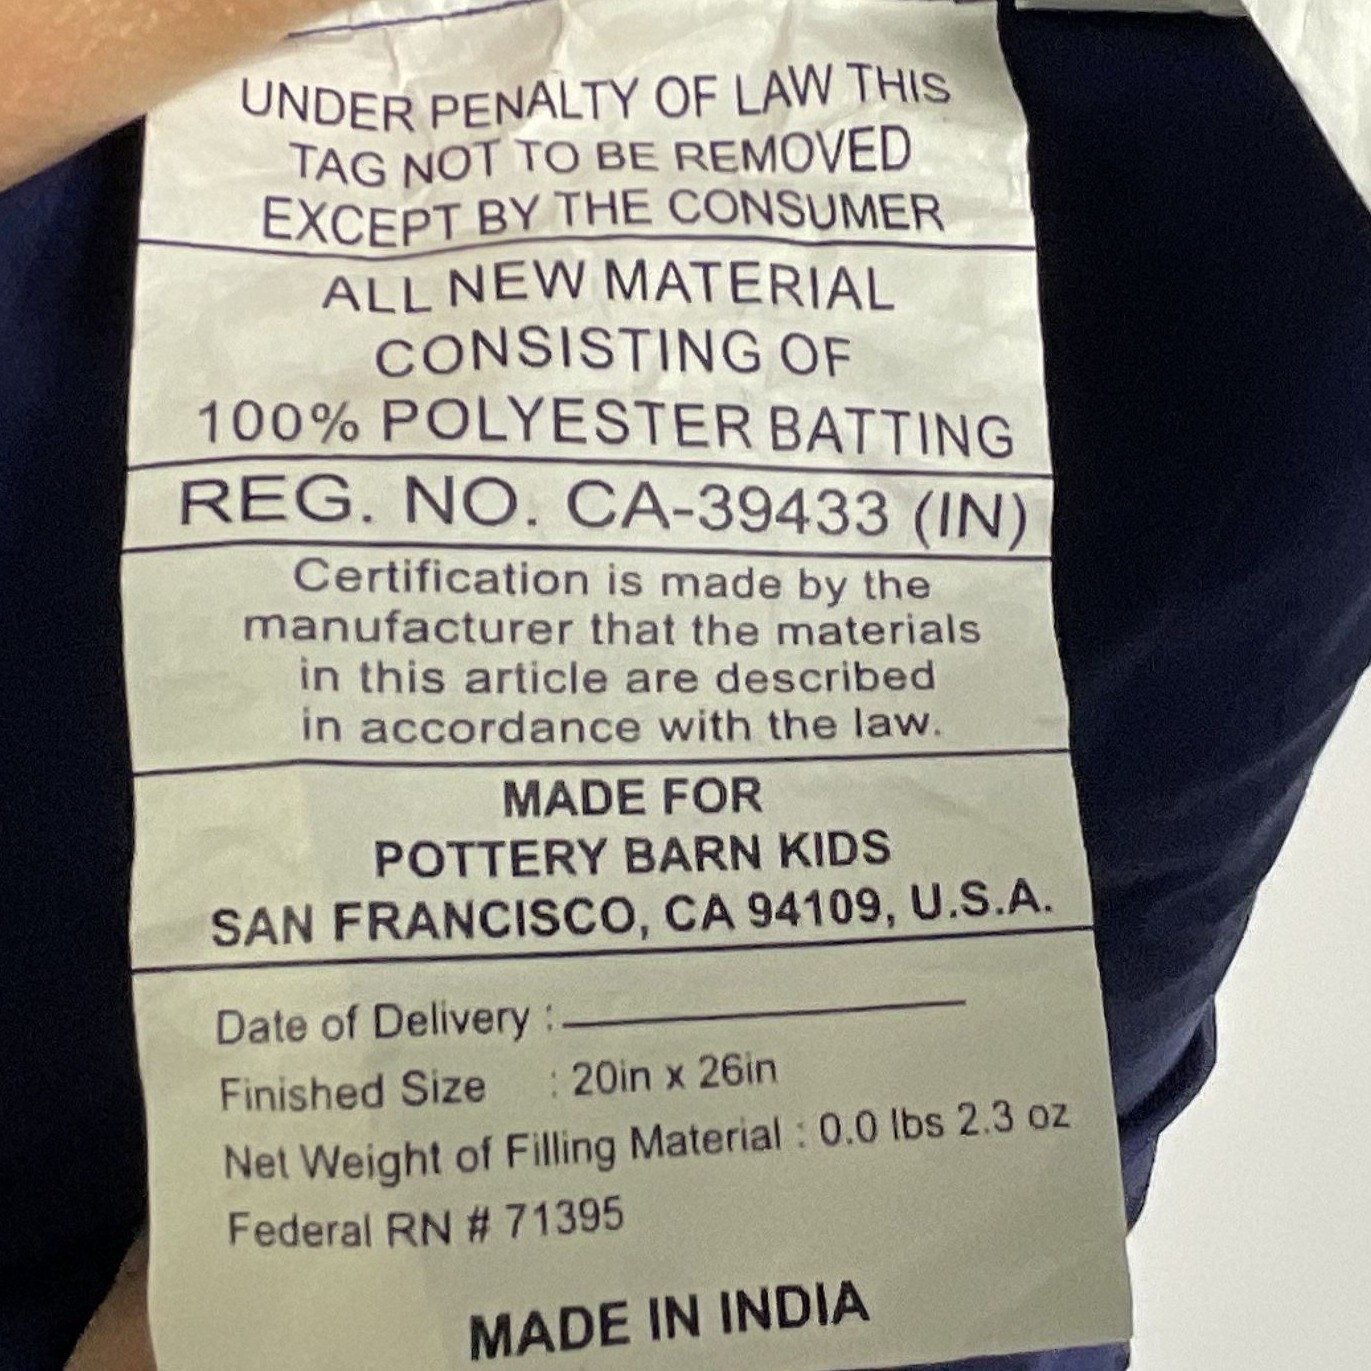 UNDER PENALTY OF LAW THIS
TAG NOT TO BE REMOVED
EXCEPT BY THE CONSUMER
ALL NEW MATERIAL
CONSISTING OF
100% POLYESTER BATTING
REG. NO. CA-39433 (IN)
Certification is made by the
manufacturer that the materials
in this article are described
in accordance with the law.
MADE FOR
POTTERY BARN KIDS
SAN FRANCISCO, CA 94109, U.S.A.
Date of Delivery :
Finished Size : 20in x 26in
Net Weight of Filling Material : 0.0 lbs 2.3 oz
Federal RN # 71395
MADE IN INDIA